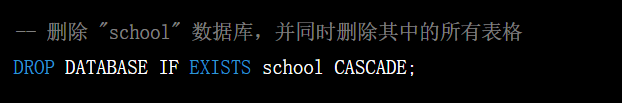 -- 删除 "school" 数据库，并同时删除其中的所有表格
DROP DATABASE IF EXISTS school CASCADE;